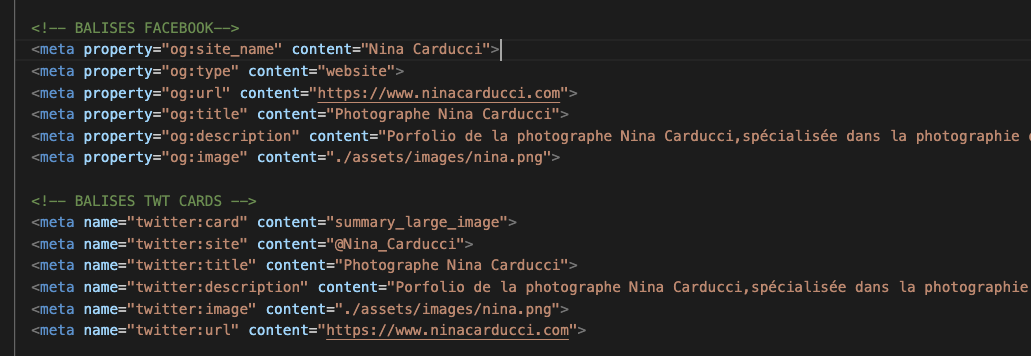 <!-- BALISES FACEBOOK-->
<meta property="og:site_name" content="Nina Carducci">
<meta property="og:type" content="website">
<meta property="og:url" content="https://www.ninacarducci.com">
<meta property="og:title" content="Photographe Nina Carducci">
<meta property="og:description" content="Porfolio de la photographe Nina Carducci,spécialisée dans la photographie
<meta property="og:image" content="./assets/images/nina.png">
<!-- BALISES TWT CARDS -->
<meta name="twitter:card" content="summary_large_image">
<meta name="twitter:site" content="@Nina_Carducci">
<meta name="twitter:title" content="Photographe Nina Carducci">
<meta name="twitter:description" content="Porfolio de la photographe Nina Carducci,spécialisée dans la photographie
<meta name="twitter:image" content="./assets/images/nina.png">
<meta name="twitter:url" content="https://www.ninacarducci.com">